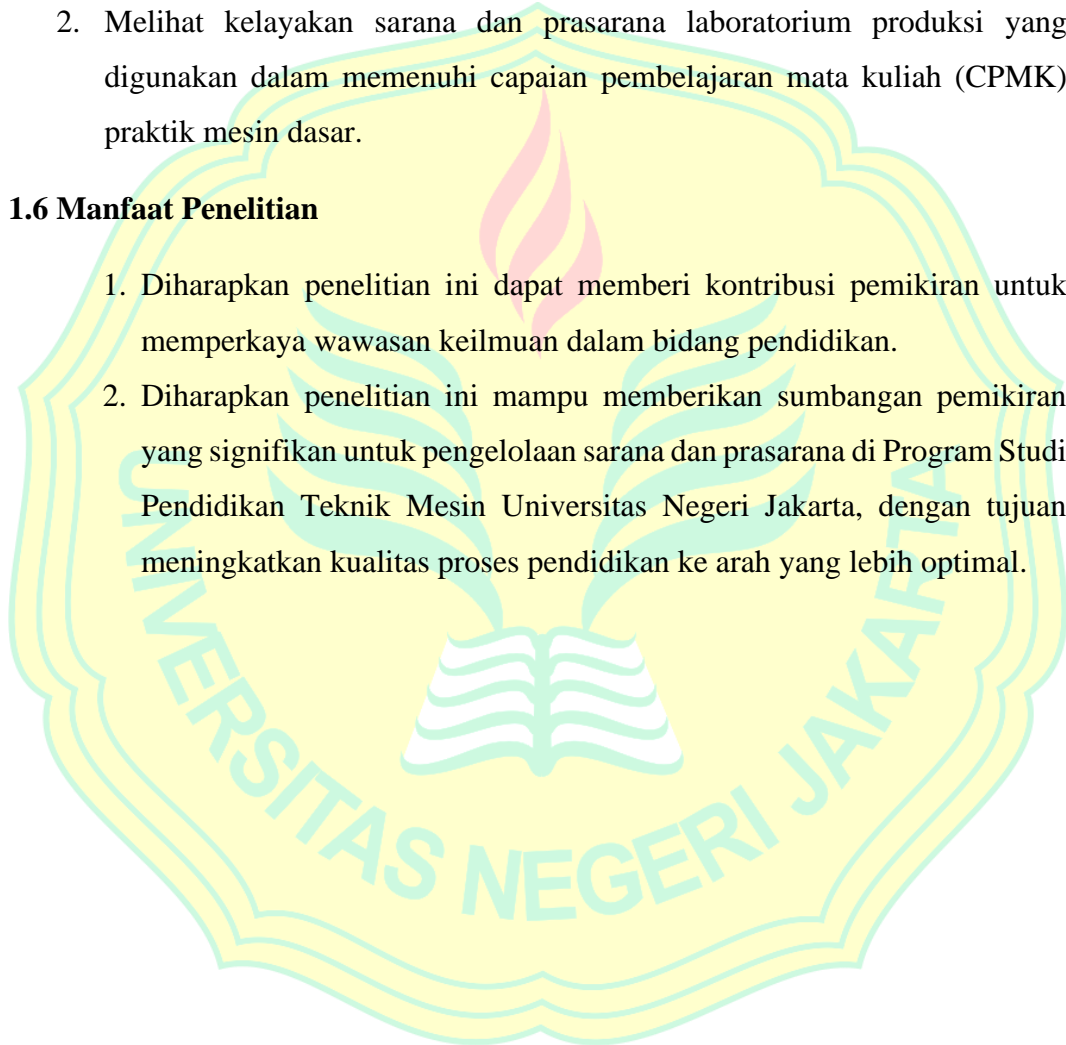 2. Melihat kelayakan sarana dan prasarana laboratorium produksi yang
digunakan dalam memenuhi capaian pembelajaran mata kuliah (CPMK)
praktik mesin dasar.
1.6 Manfaat Penelitian
1. Diharapkan penelitian ini dapat memberi kontribusi pemikiran untuk
memperkaya wawasan keilmuan dalam bidang pendidikan.
2. Diharapkan penelitian ini mampu memberikan sumbangan pemikiran
yang signifikan untuk pengelolaan sarana dan prasarana di Program Studi
Pendidikan Teknik Mesin Universitas Negeri Jakarta, dengan tujuan
meningkatkan kualitas proses pendidikan ke arah yang lebih optimal.
UNIVERSITAS NEGERI JAKARTA